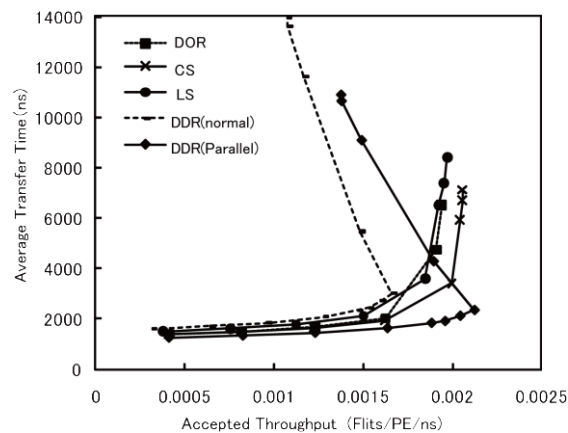 14000
12000
10000
8000
6000
4000
2000
0
0
0.0005
0.001
0.0015
0.002
0.0025
Average Transfer Time(ns)
Accepted Throughput (Flits/PE/ns)
DOR
CS
LS
DDR(normal)
DDR(Parallel)